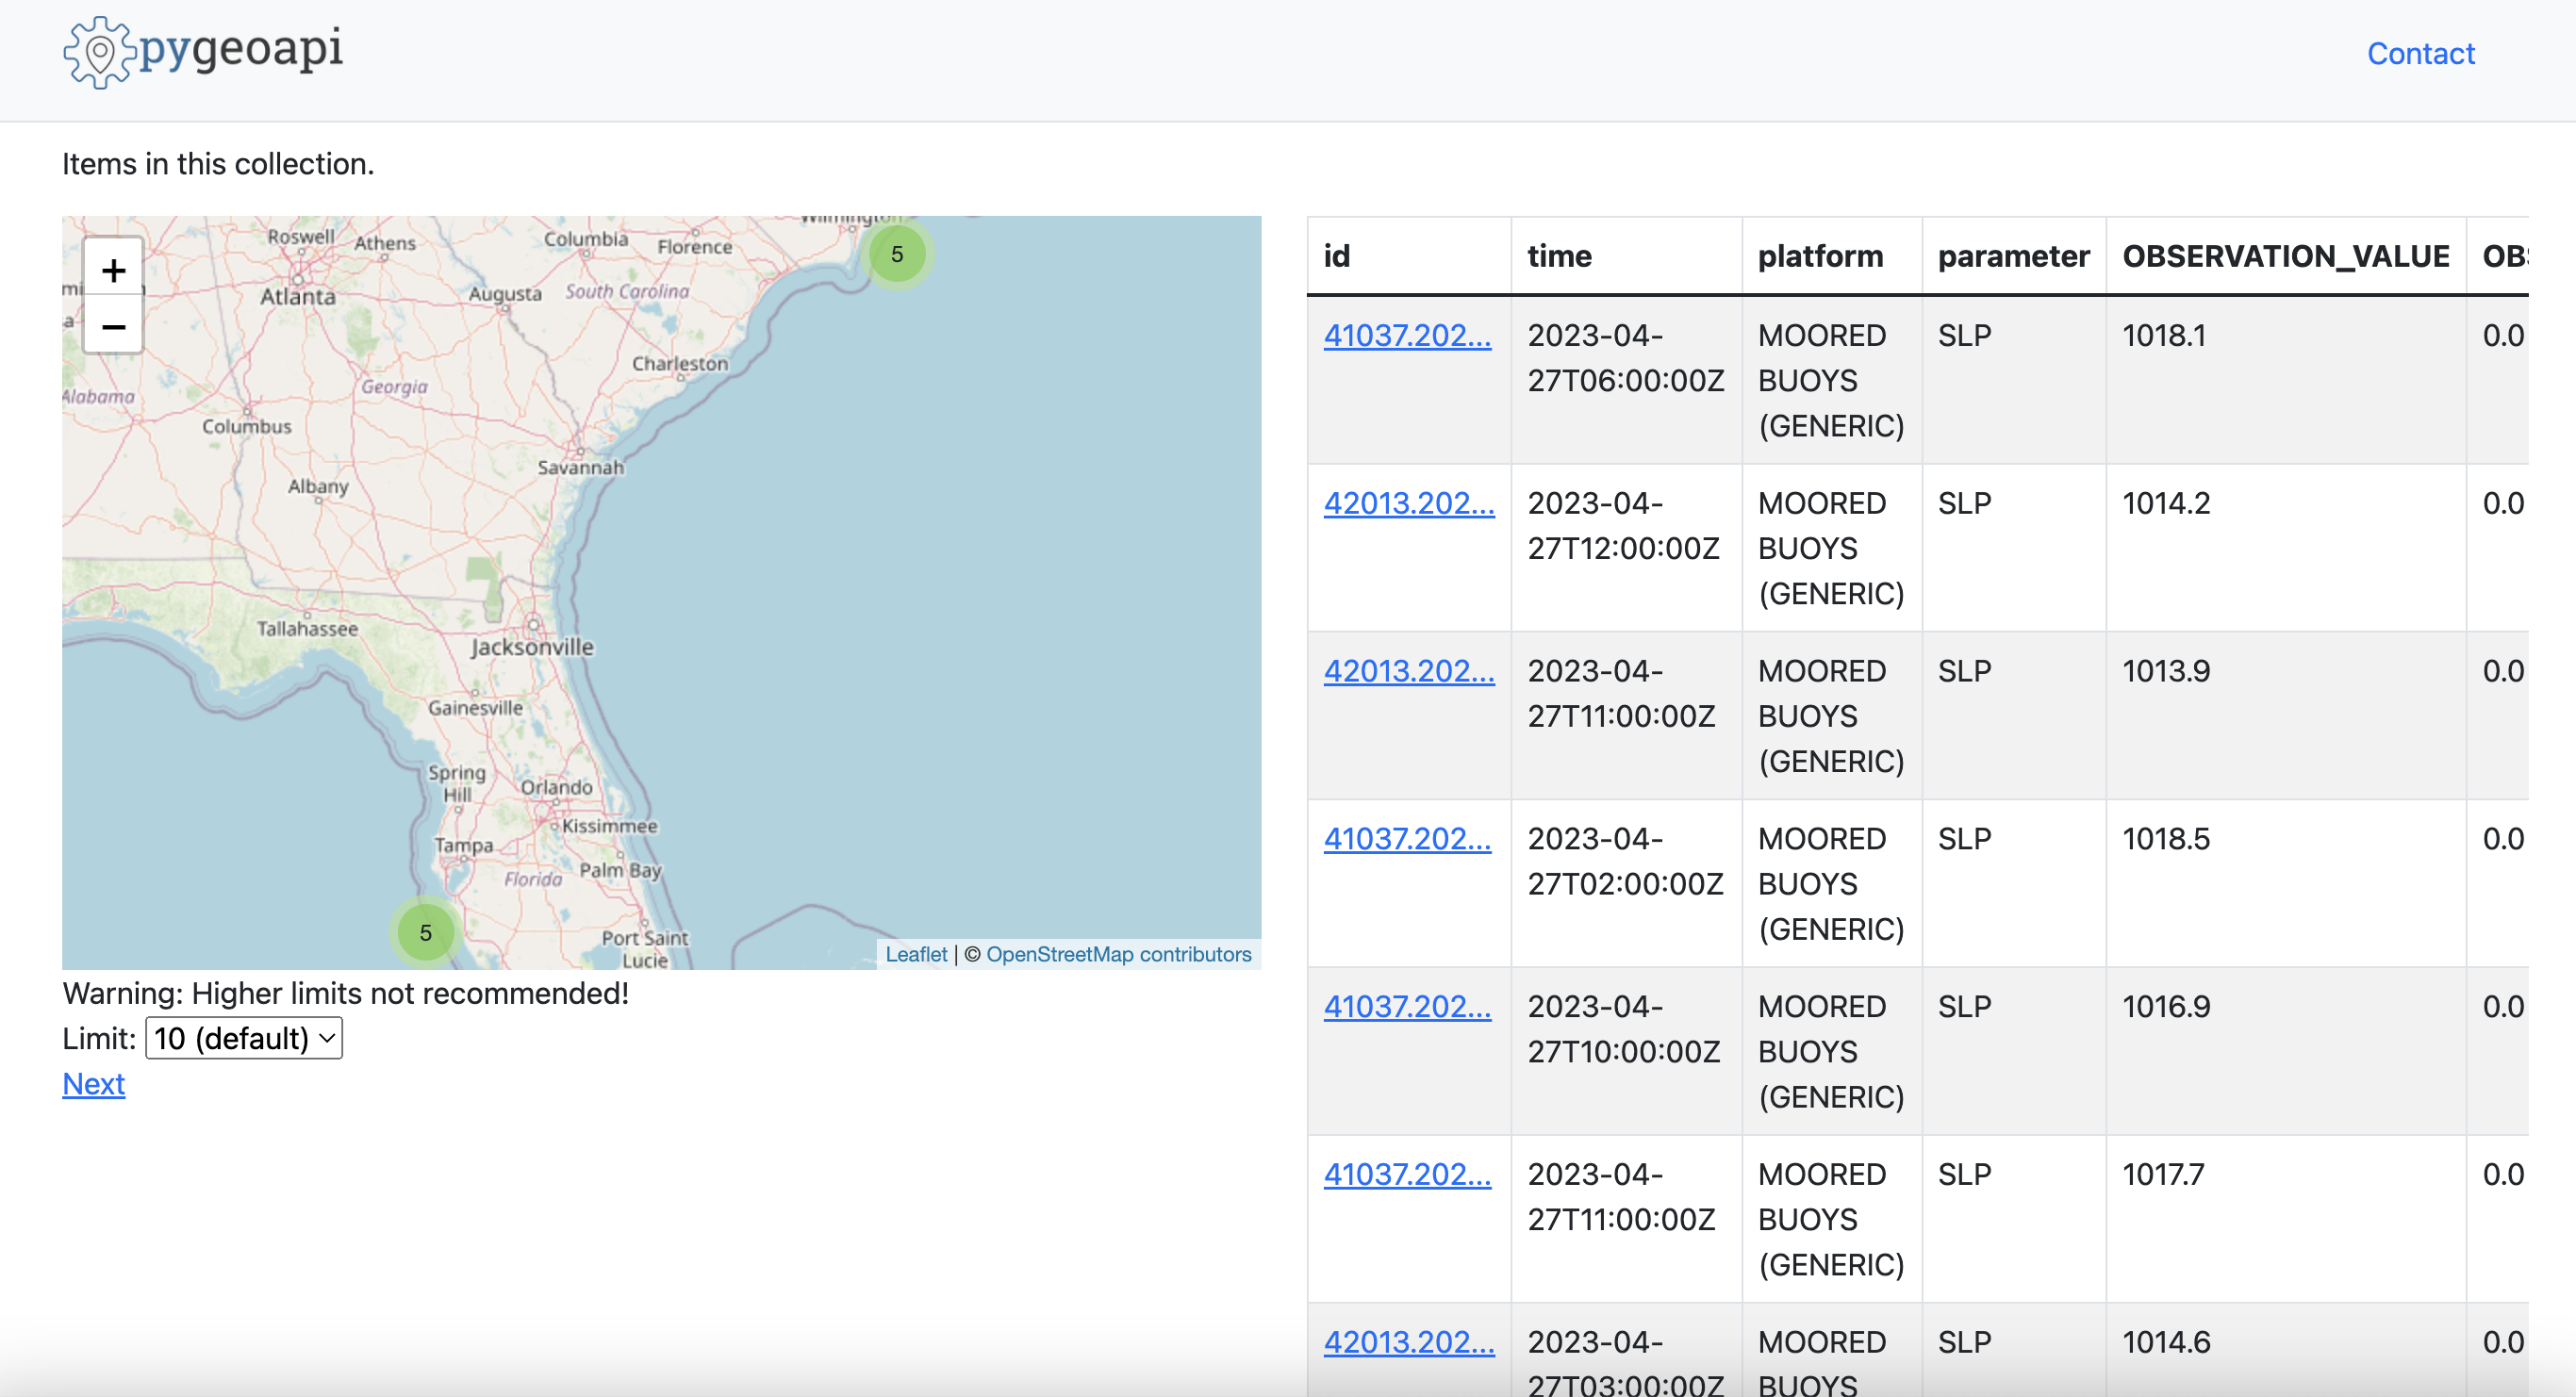 pygeoapi
Contact
Items in this collection.
+
−
Roswell
Athens
Columbia
Florence
Wilmington
5
Atlanta
Augusta
South Carolina
Charleston
Georgia
Alabama
Columbus
Savannah
Albany
Tallahassee
Jacksonville
Gainesville
Spring
Hill
Orlando
Kissimmee
Tampa
Palm Bay
Florida
5
Port Saint
Lucie
Leaflet | © OpenStreetMap contributors
Warning: Higher limits not recommended!
Limit: 10 (default)
Next
id time platform parameter OBSERVATION_VALUE
41037.202... 2023-04- MOORED SLP 1018.1 0.0
27T06:00:00Z BUOYS
(GENERIC)
42013.202... 2023-04- MOORED SLP 1014.2 0.0
27T12:00:00Z BUOYS
(GENERIC)
42013.202... 2023-04- MOORED SLP 1013.9 0.0
27T11:00:00Z BUOYS
(GENERIC)
41037.202... 2023-04- MOORED SLP 1018.5 0.0
27T02:00:00Z BUOYS
(GENERIC)
41037.202... 2023-04- MOORED SLP 1016.9 0.0
27T10:00:00Z BUOYS
(GENERIC)
41037.202... 2023-04- MOORED SLP 1017.7 0.0
27T11:00:00Z BUOYS
(GENERIC)
42013.202... 2023-04- MOORED SLP 1014.6 0.0
27T03:00:00Z BUOYS